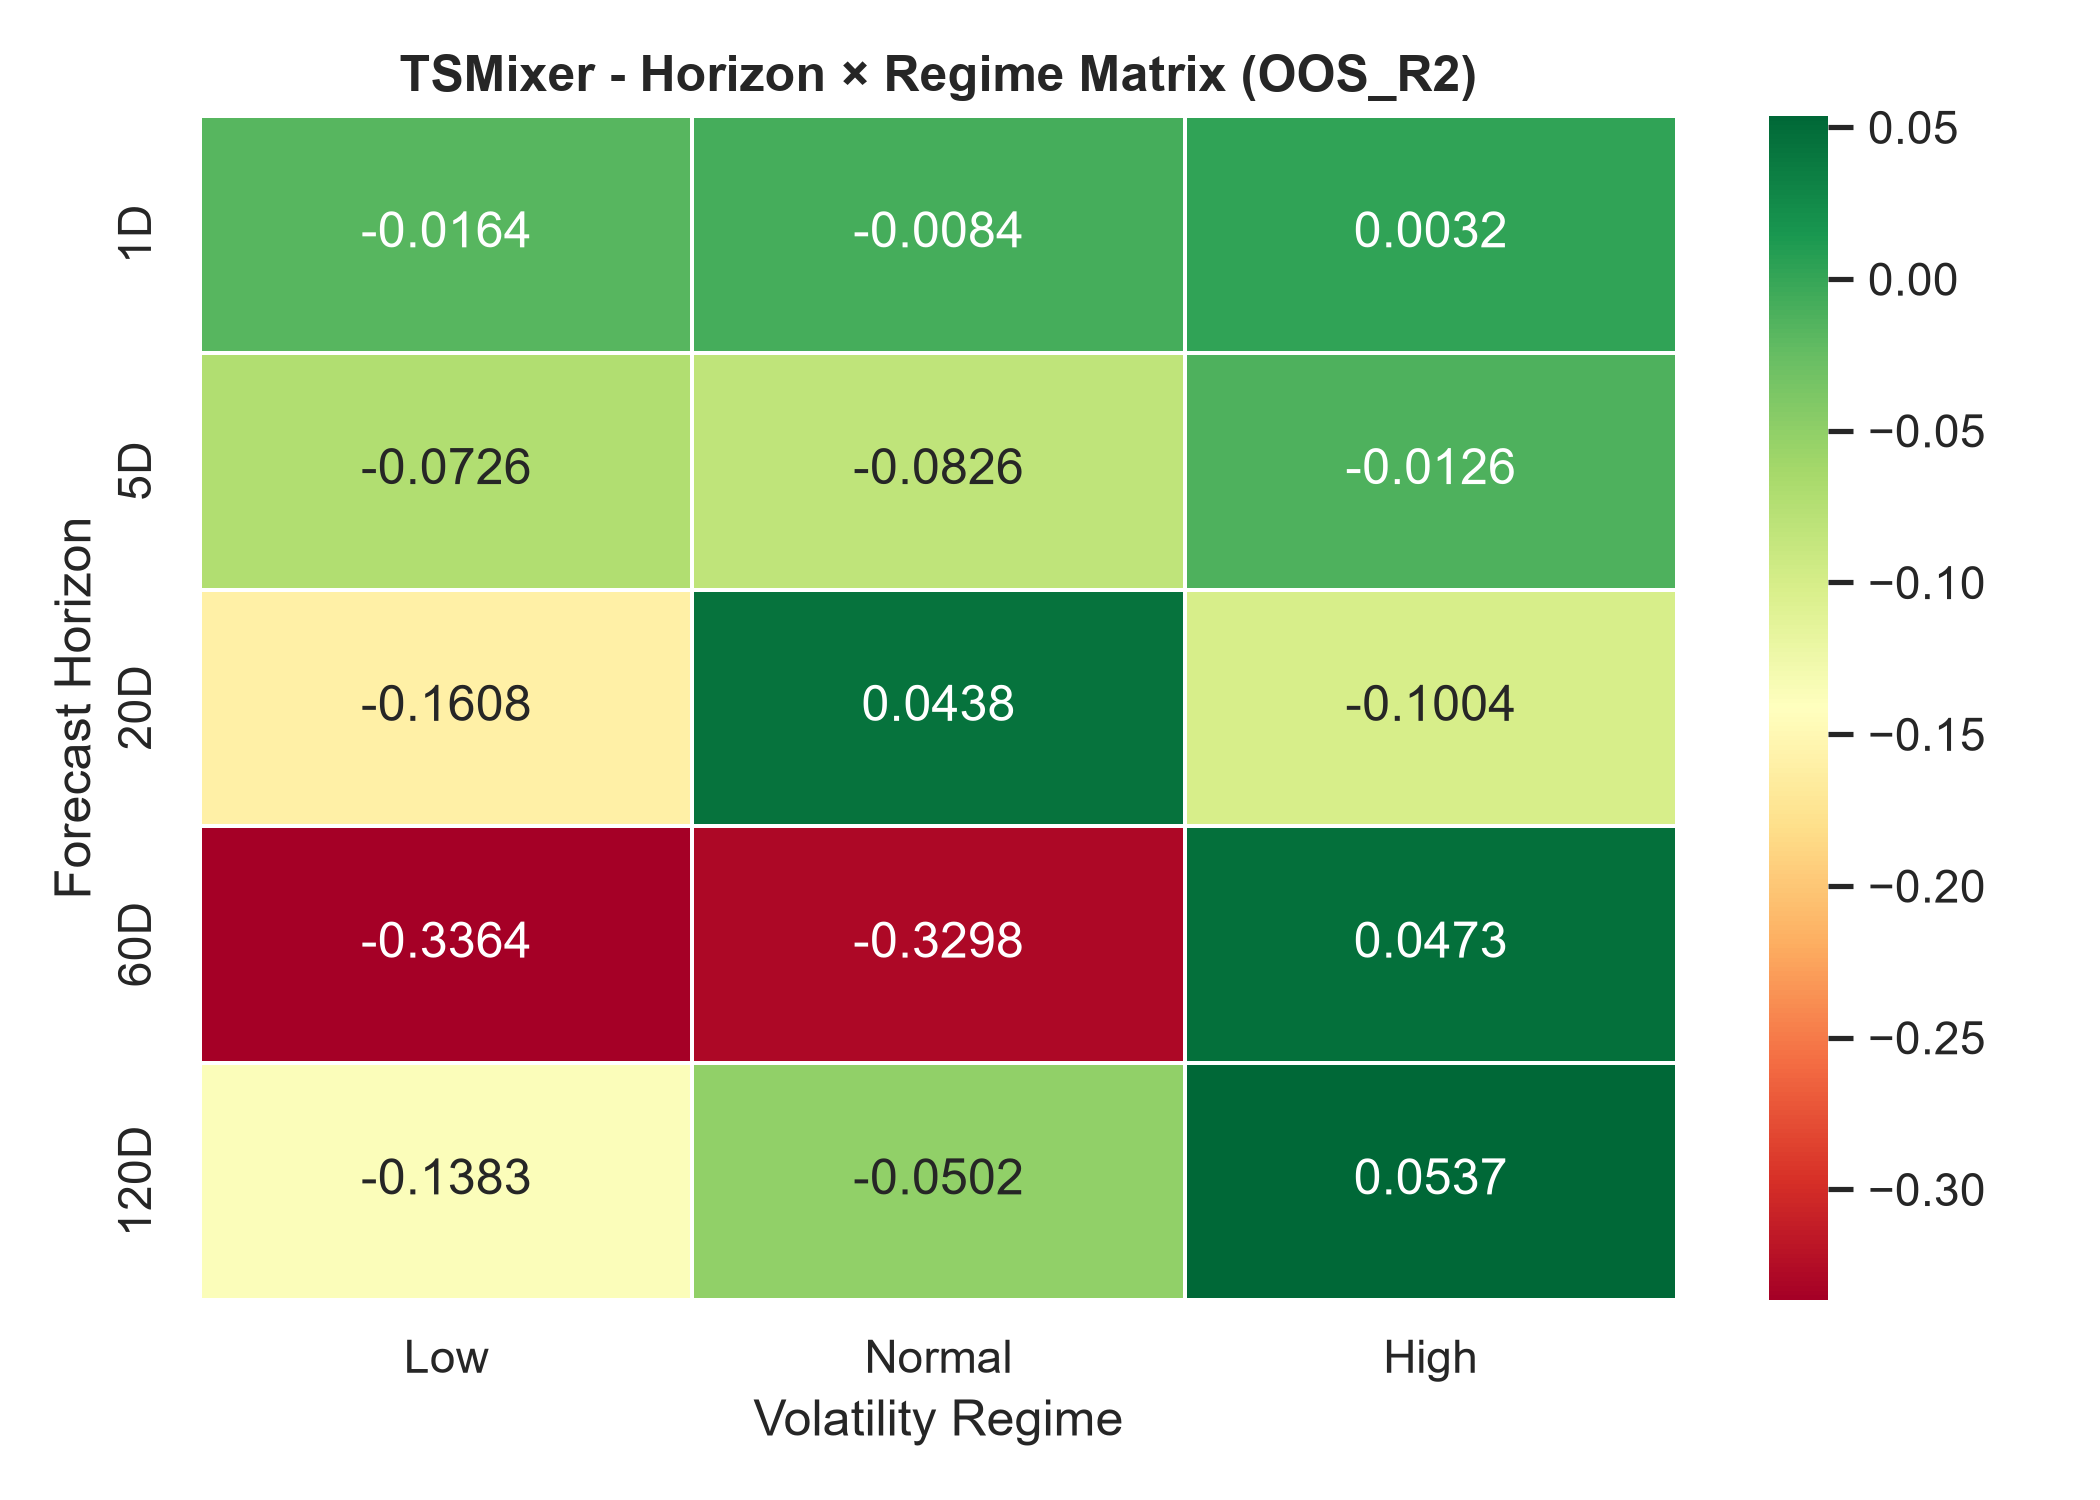 TSMixer - Horizon × Regime Matrix (OOS_R2)
Forecast Horizon
1D
-0.0164 -0.0084 0.0032
5D
-0.0726 -0.0826 -0.0126
20D
-0.1608 0.0438 -0.1004
60D
-0.3364 -0.3298 0.0473
120D
-0.1383 -0.0502 0.0537
Low Normal High
Volatility Regime
0.05
0.00
−0.05
−0.10
−0.15
−0.20
−0.25
−0.30